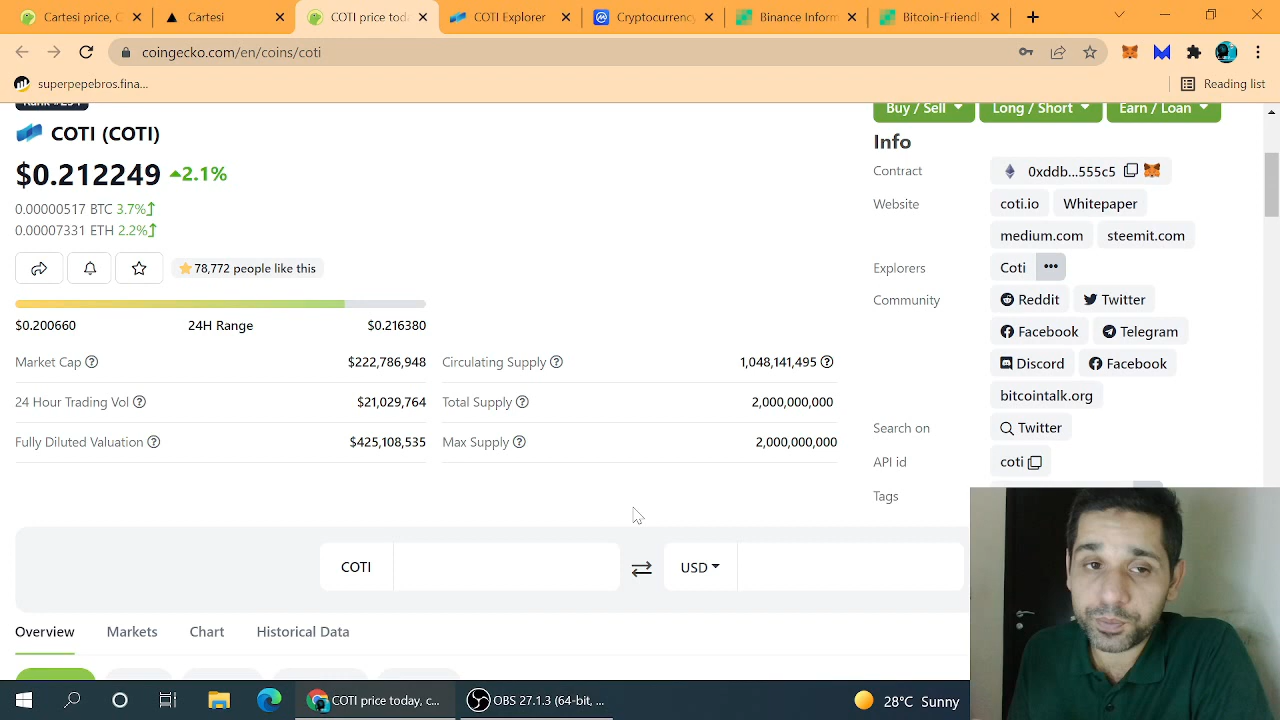 Cartesi price, C
Cartesi
COTI price toda
COTI Explorer
Cryptocurrency
Binance Inform
Bitcoin-Friendl
coingecko.com/en/coins/coti
superpepebros.fina...
Reading list
COTI (COTI)
$0.212249 2.1%
0.00000517 BTC 3.7%
0.00007331 ETH 2.2%
78,772 people like this
$0.200660 24H Range $0.216380
Market Cap $222,786,948
24 Hour Trading Vol $21,029,764
Fully Diluted Valuation $425,108,535
Circulating Supply 1,048,141,495
Total Supply 2,000,000,000
Max Supply 2,000,000,000
Buy / Sell Long / Short Earn / Loan
Info
Contract 0xddb...555c5
Website coti.io Whitepaper
medium.com steemit.com
Explorers Coti
Community Reddit Twitter
Facebook Telegram
Discord Facebook
bitcointalk.org
Search on Twitter
API id coti
Tags
COTI USD
Overview Markets Chart Historical Data
COTI price today, c...
OBS 27.1.3 (64-bit, ...
28°C Sunny